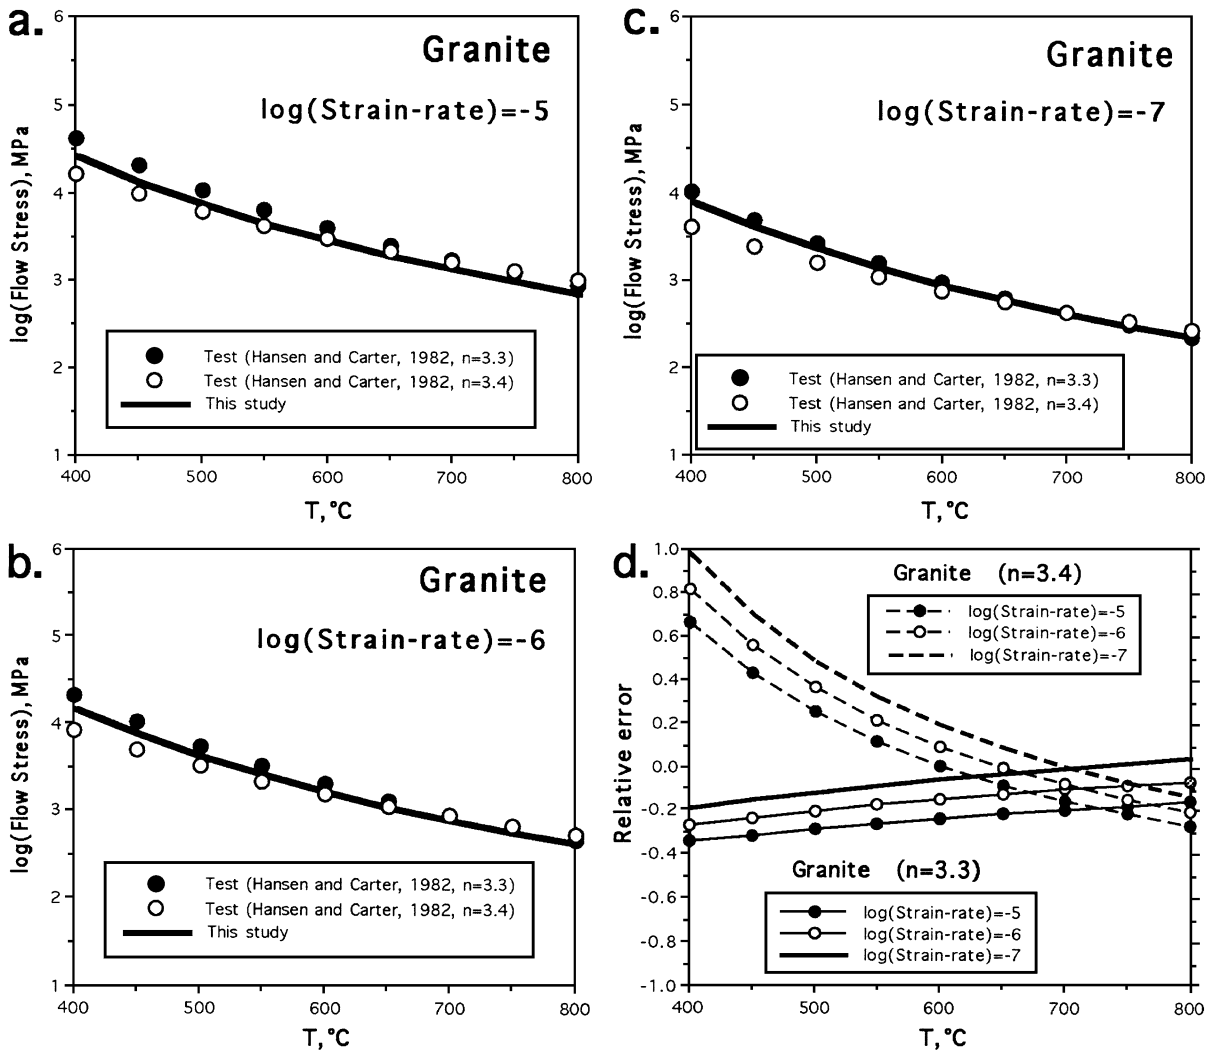 a.
Granite
log(Strain-rate)=-5
log(Flow Stress), MPa
6
5
4
3
2
1
Test (Hansen and Carter, 1982, n=3.3)
Test (Hansen and Carter, 1982, n=3.4)
This study
400 500 600 700 800
T, °C
c.
Granite
log(Strain-rate)=-7
log(Flow Stress), MPa
6
5
4
3
2
1
Test (Hansen and Carter, 1982, n=3.3)
Test (Hansen and Carter, 1982, n=3.4)
This study
400 500 600 700 800
T, °C
b.
Granite
log(Strain-rate)=-6
log(Flow Stress), MPa
6
5
4
3
2
1
Test (Hansen and Carter, 1982, n=3.3)
Test (Hansen and Carter, 1982, n=3.4)
This study
400 500 600 700 800
T, °C
d.
Granite (n=3.4)
log(Strain-rate)=-5
log(Strain-rate)=-6
log(Strain-rate)=-7
Relative error
1.0
0.8
0.6
0.4
0.2
0.0
-0.2
-0.4
-0.6
-0.8
-1.0
Granite (n=3.3)
log(Strain-rate)=-5
log(Strain-rate)=-6
log(Strain-rate)=-7
400 500 600 700 800
T, °C